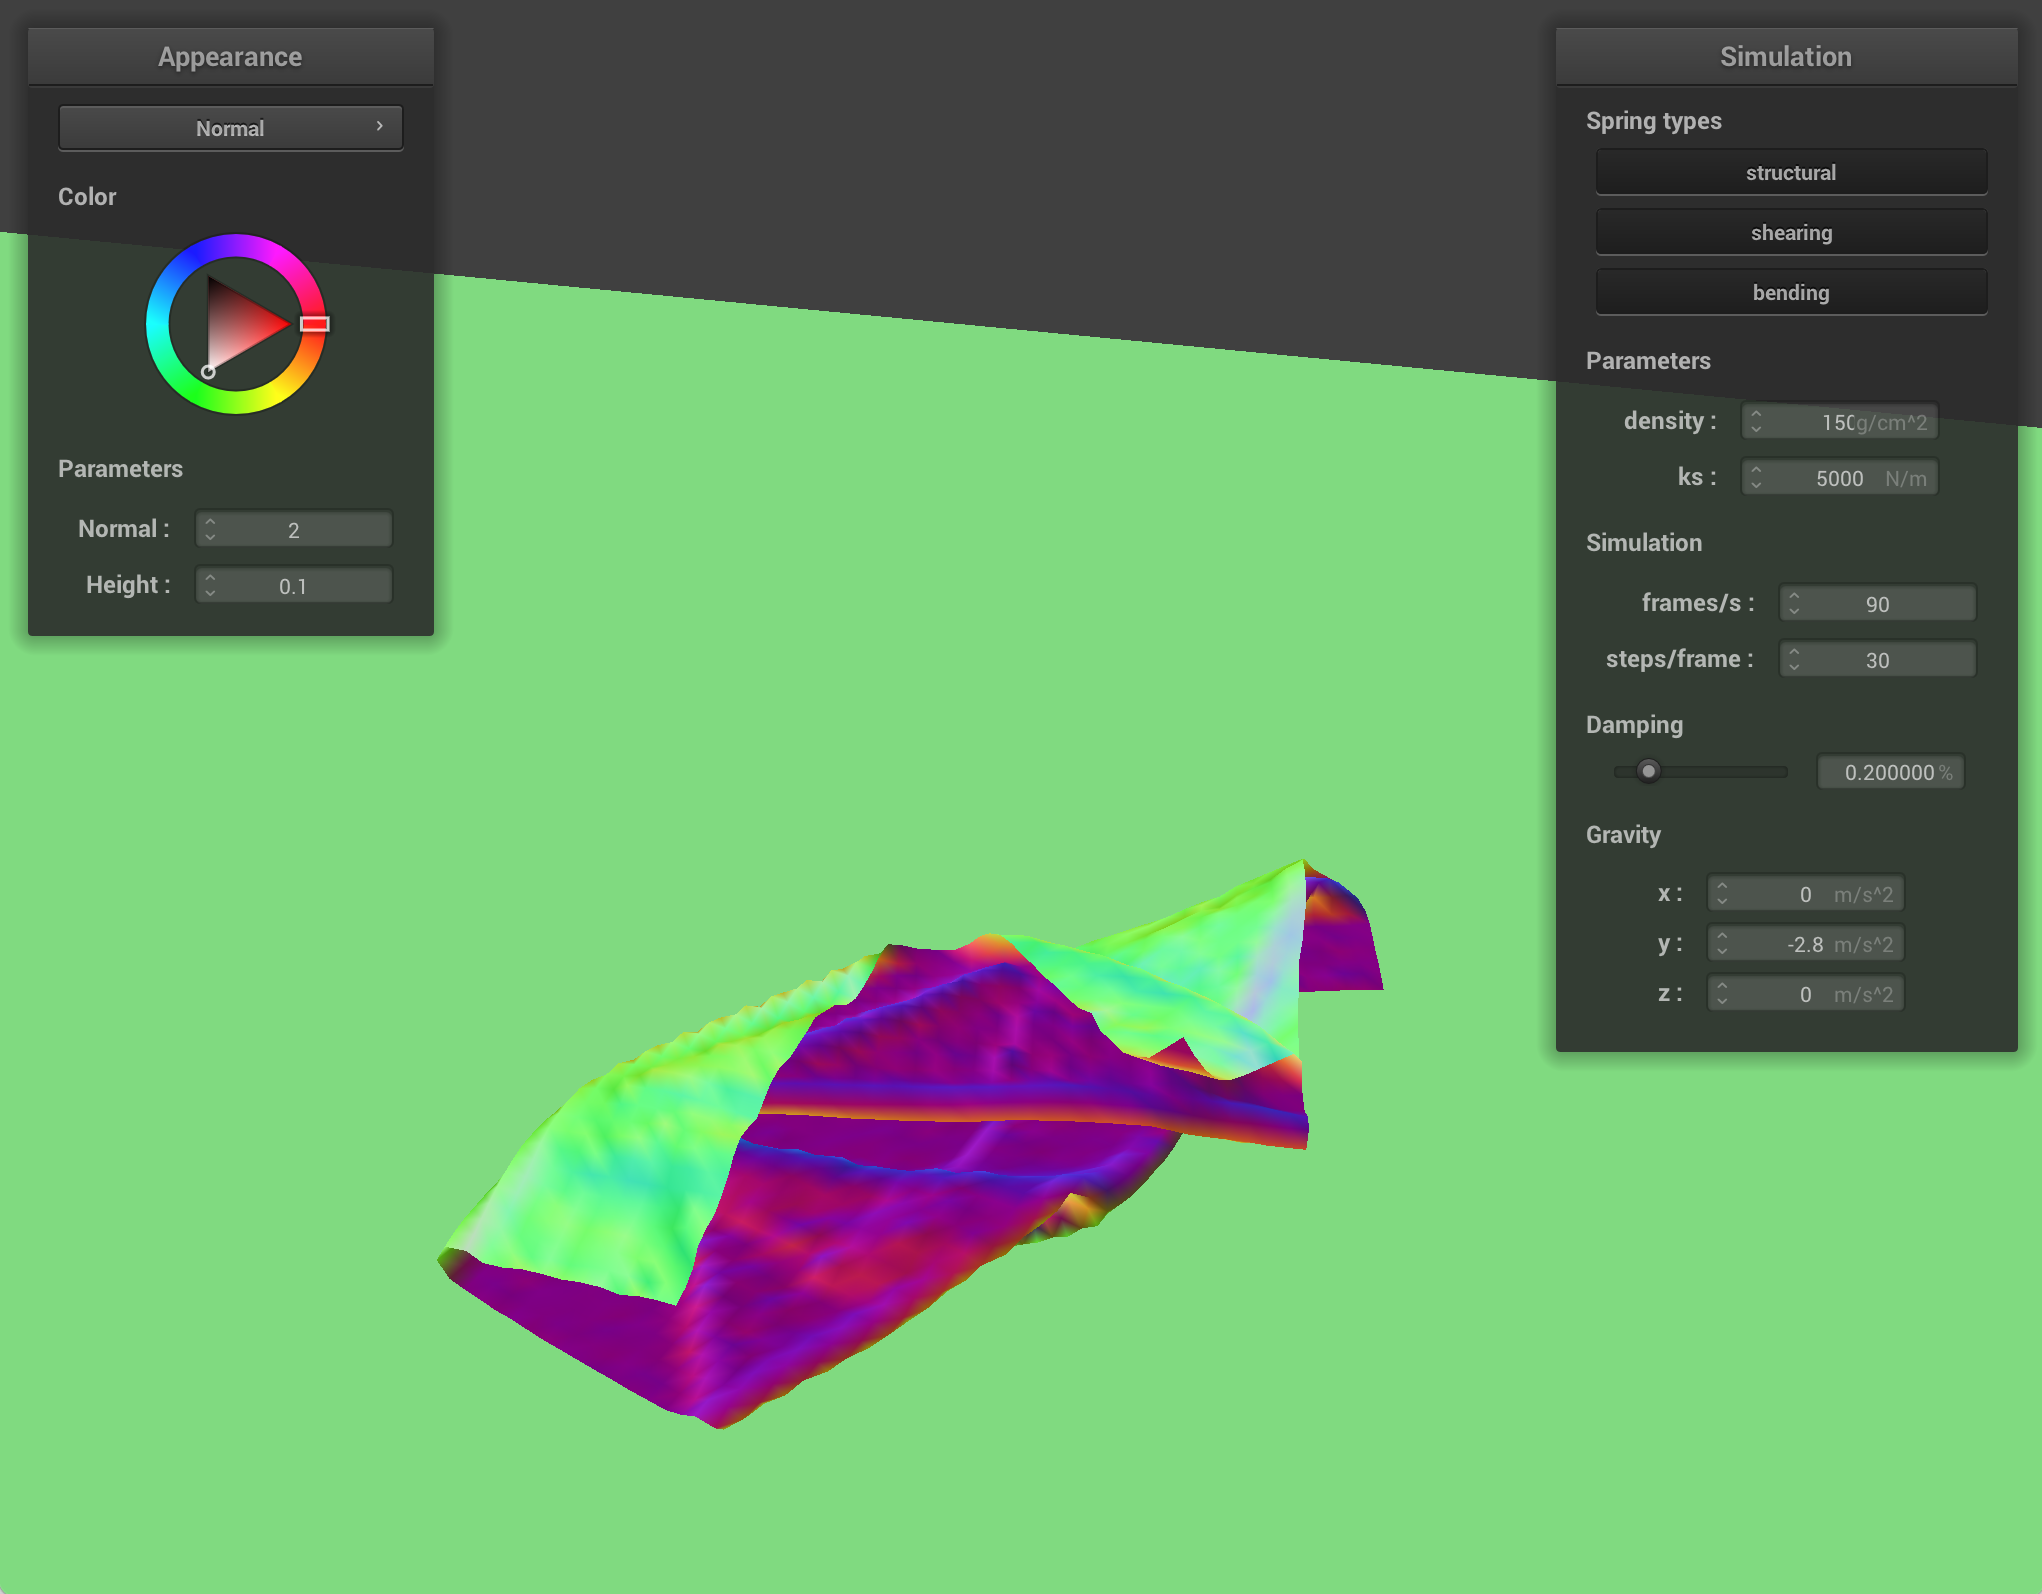 Appearance
Normal
Color
Parameters
Normal : 2
Height : 0.1
Simulation
Spring types
structural
shearing
bending
Parameters
density : 150 g/cm^2
ks : 5000 N/m
Simulation
frames/s : 90
steps/frame : 30
Damping
0.200000 %
Gravity
x : 0 m/s^2
y : -2.8 m/s^2
z : 0 m/s^2